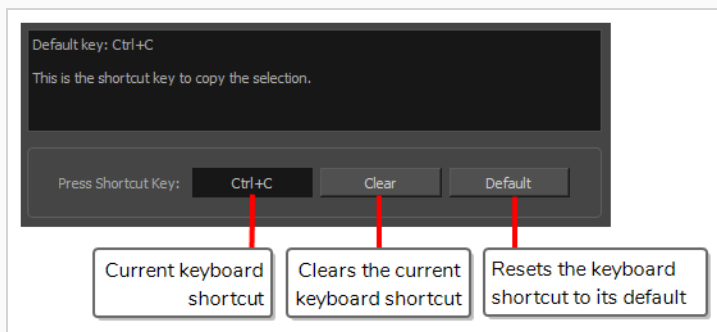 Default key: Ctrl+C
This is the shortcut key to copy the selection.
Press Shortcut Key: Ctrl+C Clear Default
Current keyboard
shortcut
Clears the current
keyboard shortcut
Resets the keyboard
shortcut to its default